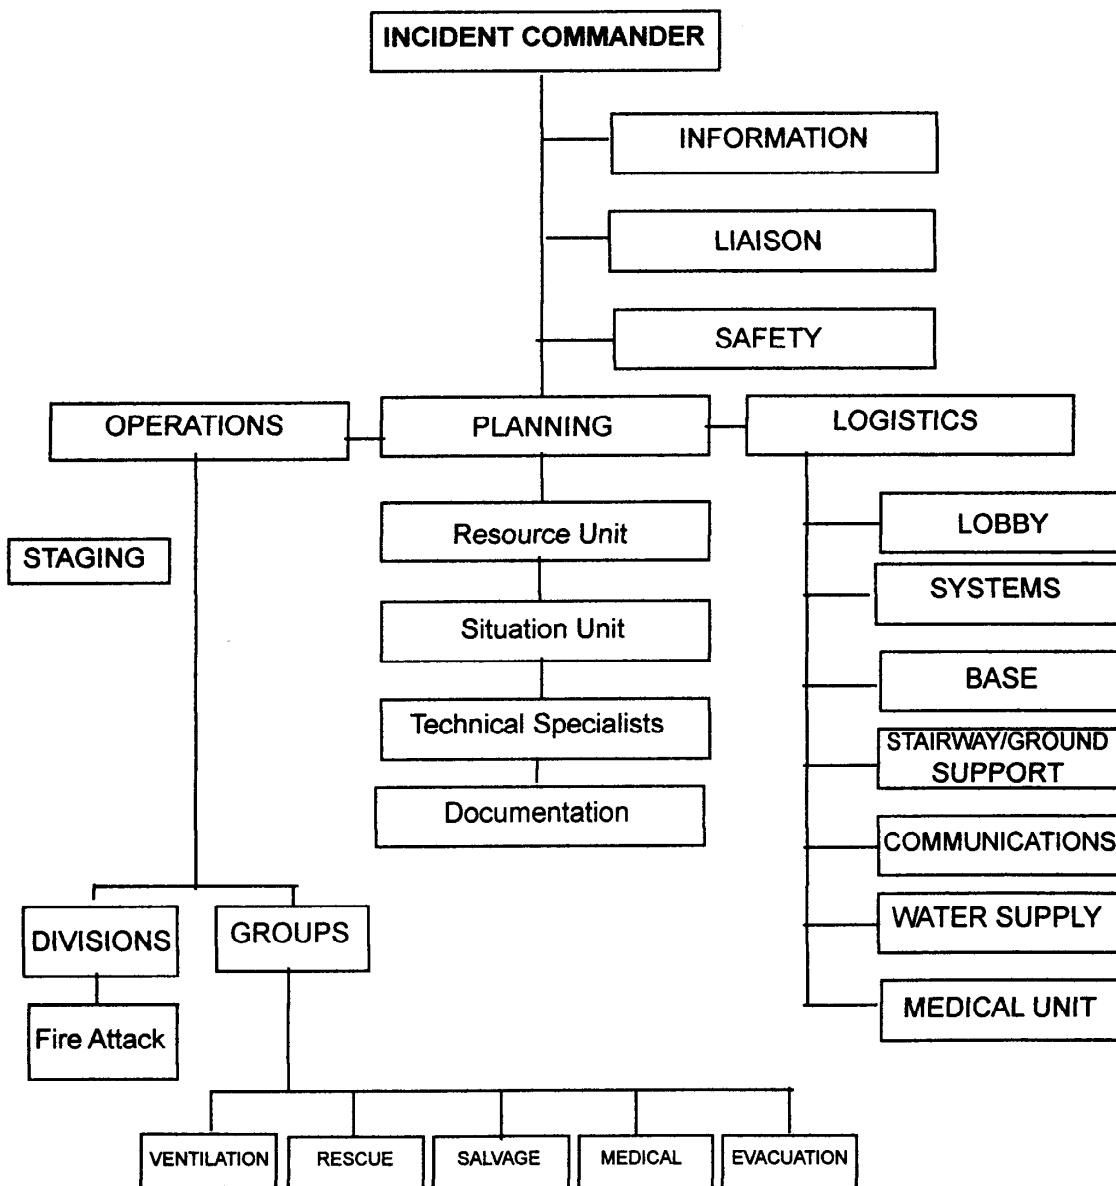 INCIDENT COMMANDER
INFORMATION
LIAISON
SAFETY
OPERATIONS
PLANNING
LOGISTICS
STAGING
Resource Unit
Situation Unit
Technical Specialists
Documentation
LOBBY
SYSTEMS
BASE
STAIRWAY/GROUND
SUPPORT
COMMUNICATIONS
WATER SUPPLY
MEDICAL UNIT
DIVISIONS
GROUPS
Fire Attack
VENTILATION
RESCUE
SALVAGE
MEDICAL
EVACUATION